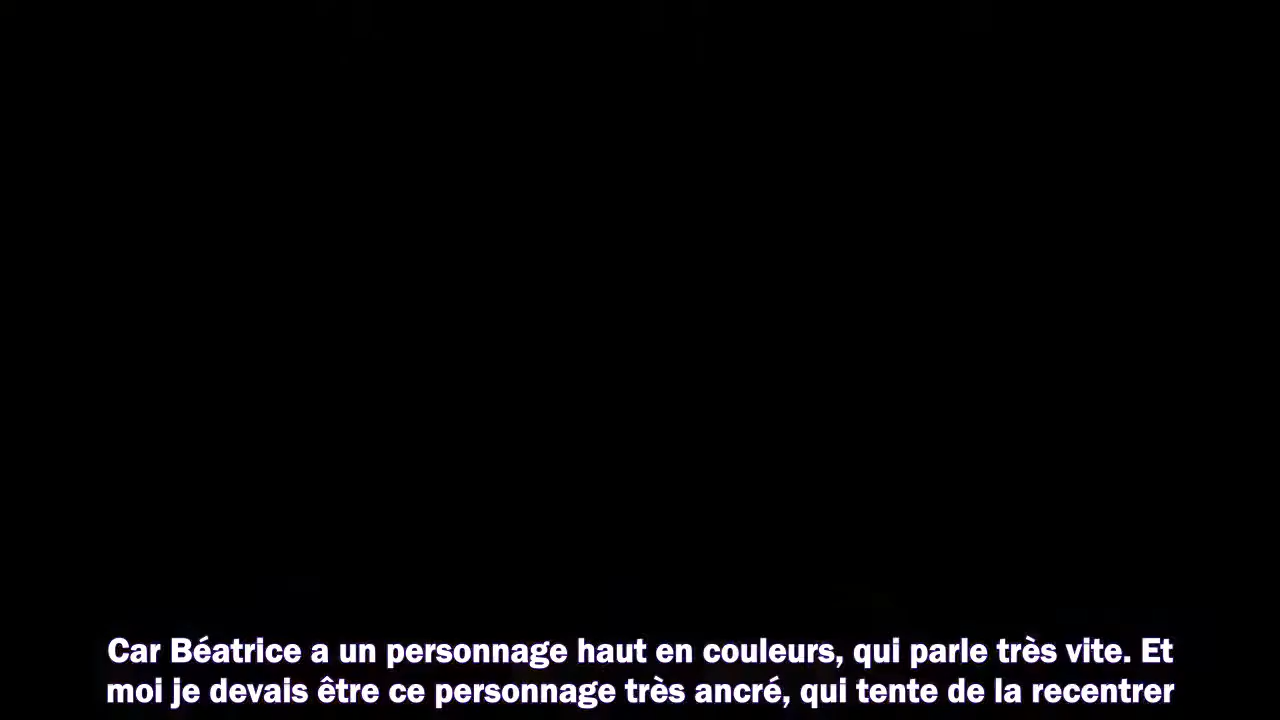 Car Béatrice a un personnage haut en couleurs, qui parle très vite. Et
moi je devais être ce personnage très ancré, qui tente de la recentrer